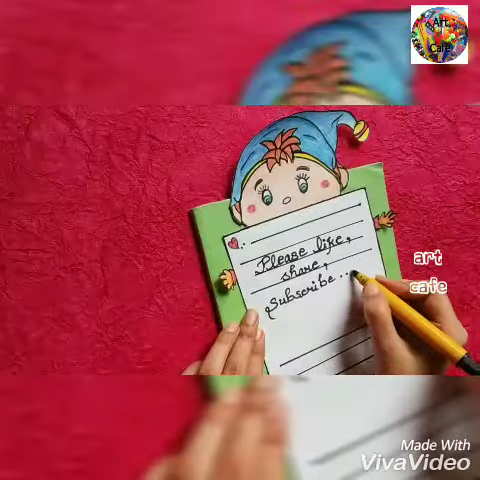 Art
Cafe
Please like,
share,
Subscribe...
art
cafe
Made With
VivaVideo